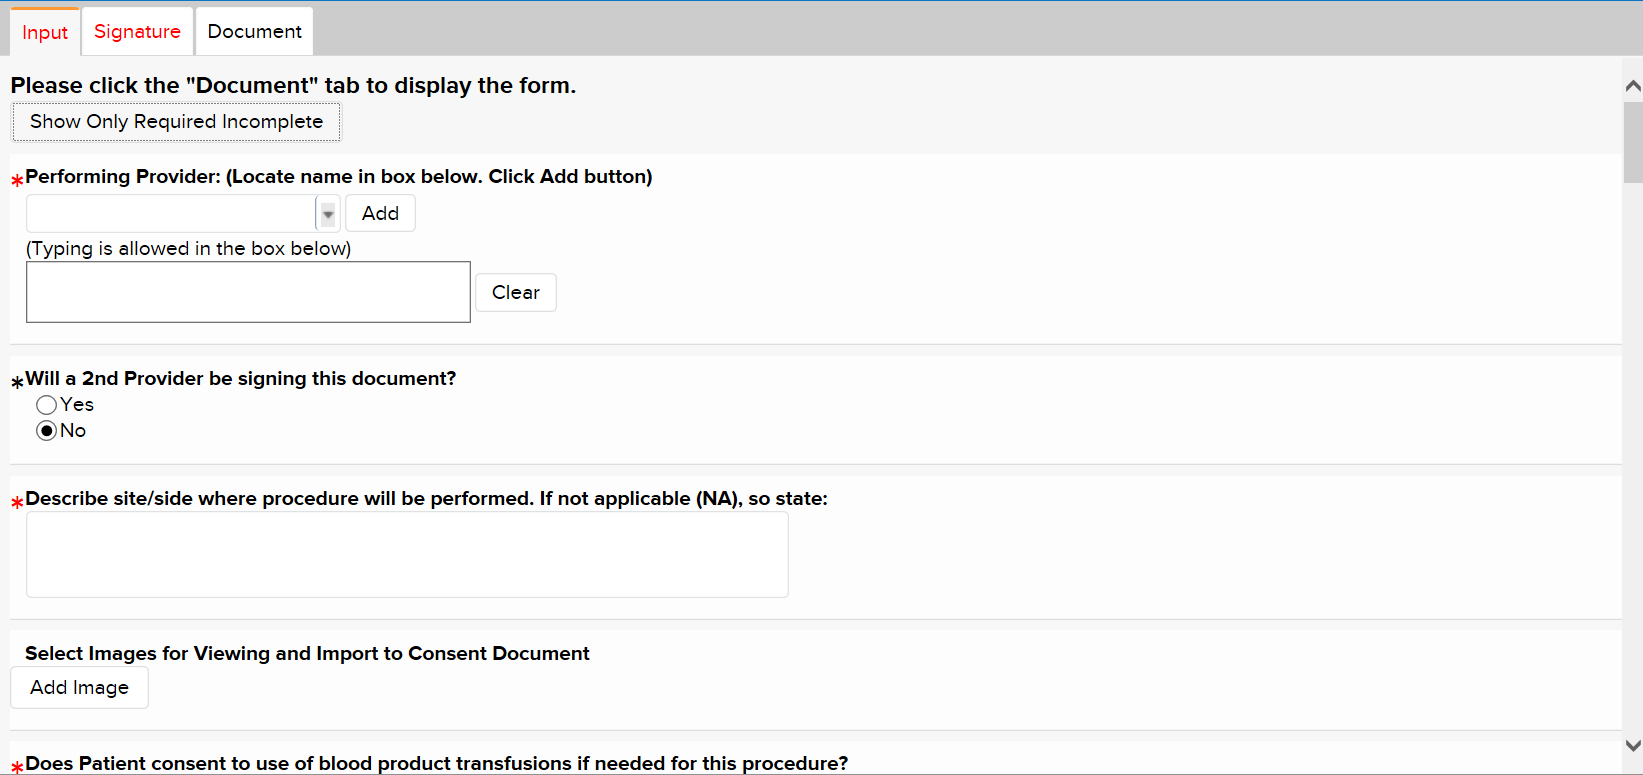 Input Signature Document
Please click the "Document" tab to display the form.
Show Only Required Incomplete
*Performing Provider: (Locate name in box below. Click Add button)
Add
(Typing is allowed in the box below)
Clear
*Will a 2nd Provider be signing this document?
Yes
No
*Describe site/side where procedure will be performed. If not applicable (NA), so state:
Select Images for Viewing and Import to Consent Document
Add Image
*Does Patient consent to use of blood product transfusions if needed for this procedure?